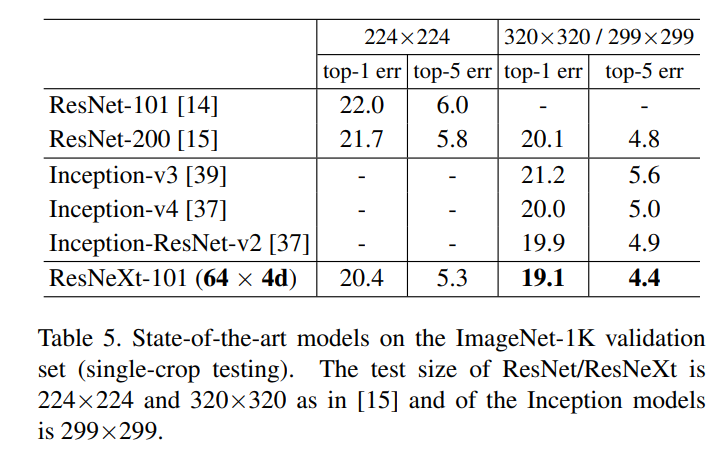 224×224 320×320 / 299×299
top-1 err top-5 err top-1 err top-5 err
ResNet-101 [14] 22.0 6.0 - -
ResNet-200 [15] 21.7 5.8 20.1 4.8
Inception-v3 [39] - - 21.2 5.6
Inception-v4 [37] - - 20.0 5.0
Inception-ResNet-v2 [37] - - 19.9 4.9
ResNeXt-101 (64 × 4d) 20.4 5.3 19.1 4.4
Table 5. State-of-the-art models on the ImageNet-1K validation
set (single-crop testing). The test size of ResNet/ResNeXt is
224×224 and 320×320 as in [15] and of the Inception models
is 299×299.